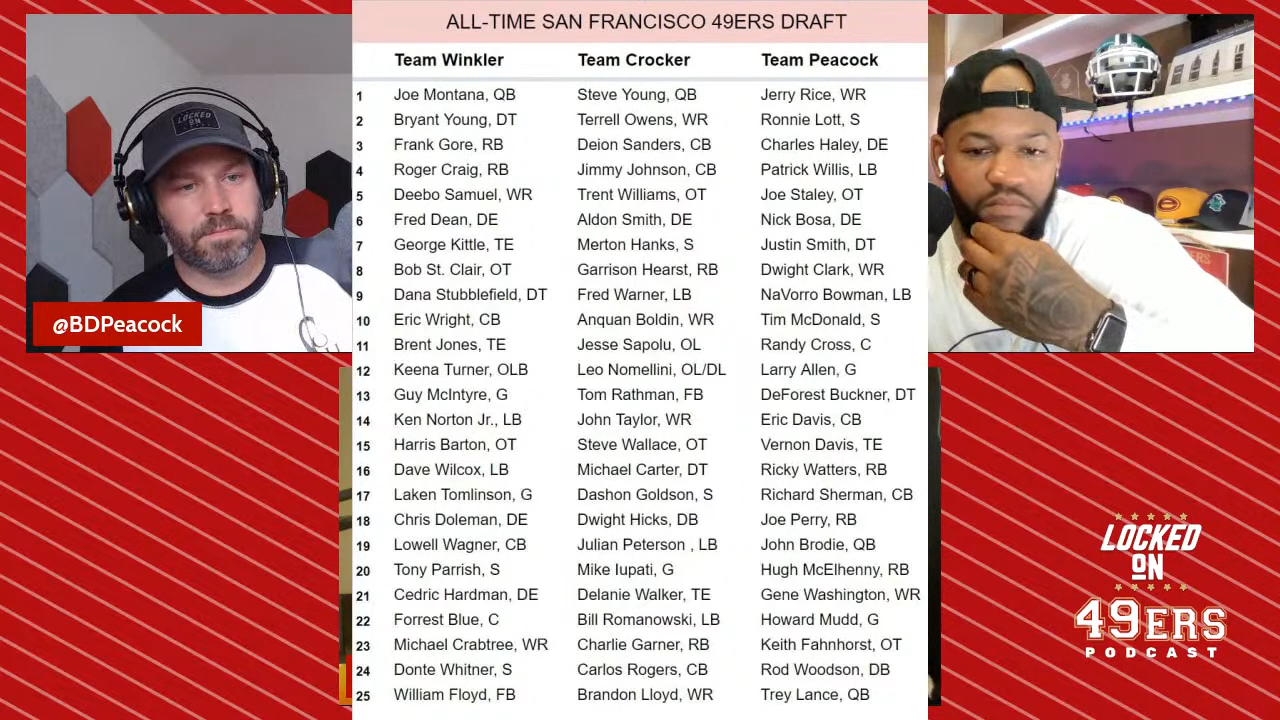 ALL-TIME SAN FRANCISCO 49ERS DRAFT
Team Winkler Team Crocker Team Peacock
1 Joe Montana, QB Steve Young, QB Jerry Rice, WR
2 Bryant Young, DT Terrell Owens, WR Ronnie Lott, S
3 Frank Gore, RB Deion Sanders, CB Charles Haley, DE
4 Roger Craig, RB Jimmy Johnson, CB Patrick Willis, LB
5 Deebo Samuel, WR Trent Williams, OT Joe Staley, OT
6 Fred Dean, DE Aldon Smith, DE Nick Bosa, DE
7 George Kittle, TE Merton Hanks, S Justin Smith, DT
8 Bob St. Clair, OT Garrison Hearst, RB Dwight Clark, WR
9 Dana Stubblefield, DT Fred Warner, LB NaVorro Bowman, LB
10 Eric Wright, CB Anquan Boldin, WR Tim McDonald, S
11 Brent Jones, TE Jesse Sapolu, OL Randy Cross, C
12 Keena Turner, OLB Leo Nomellini, OL/DL Larry Allen, G
13 Guy McIntyre, G Tom Rathman, FB DeForest Buckner, DT
14 Ken Norton Jr., LB John Taylor, WR Eric Davis, CB
15 Harris Barton, OT Steve Wallace, OT Vernon Davis, TE
16 Dave Wilcox, LB Michael Carter, DT Ricky Watters, RB
17 Laken Tomlinson, G Dashon Goldson, S Richard Sherman, CB
18 Chris Doleman, DE Dwight Hicks, DB Joe Perry, RB
19 Lowell Wagner, CB Julian Peterson , LB John Brodie, QB
20 Tony Parrish, S Mike Iupati, G Hugh McElhenny, RB
21 Cedric Hardman, DE Delanie Walker, TE Gene Washington, WR
22 Forrest Blue, C Bill Romanowski, LB Howard Mudd, G
23 Michael Crabtree, WR Charlie Garner, RB Keith Fahnhorst, OT
24 Donte Whitner, S Carlos Rogers, CB Rod Woodson, DB
25 William Floyd, FB Brandon Lloyd, WR Trey Lance, QB
LOCKED
ON
@BDPeacock
LOCKED
ON
49ERS
PODCAST